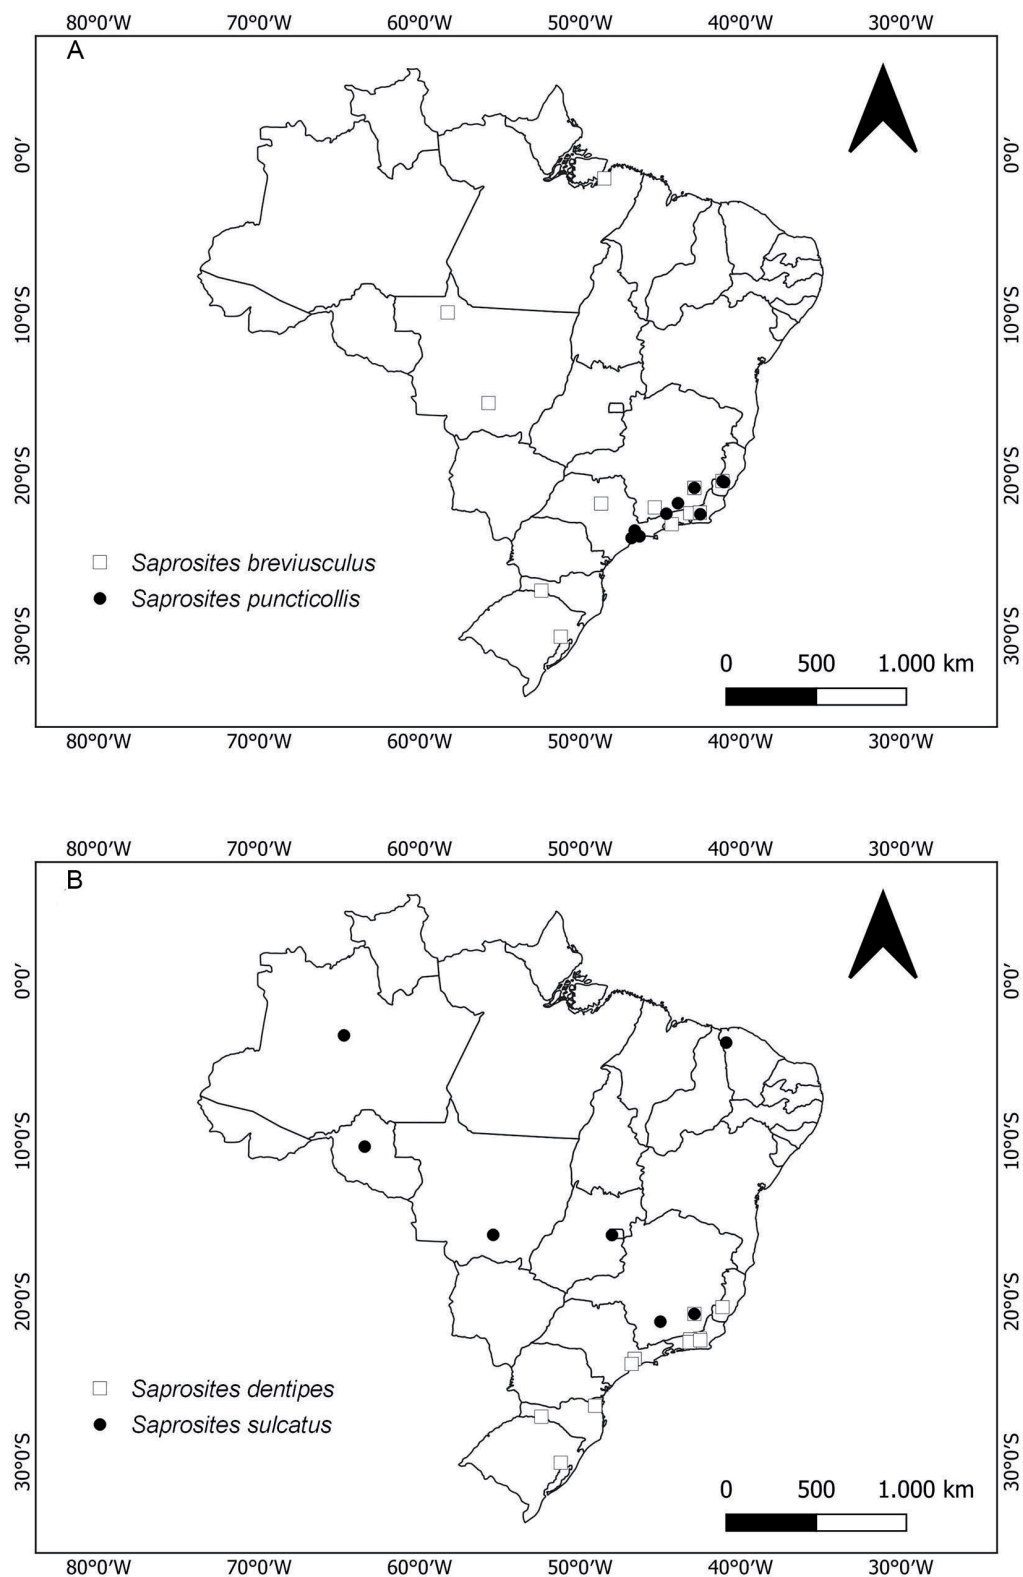 80°0'W 70°0'W 60°0'W 50°0'W 40°0'W 30°0'W
A
0°0' 0°0'
10°0'S 10°0'S
20°0'S 20°0'S
Saprosites breviusculus
Saprosites puncticollis
30°0'S 30°0'S
0 500 1.000 km
80°0'W 70°0'W 60°0'W 50°0'W 40°0'W 30°0'W
80°0'W 70°0'W 60°0'W 50°0'W 40°0'W 30°0'W
B
0°0' 0°0'
10°0'S 10°0'S
20°0'S 20°0'S
Saprosites dentipes
Saprosites sulcatus
30°0'S 30°0'S
0 500 1.000 km
80°0'W 70°0'W 60°0'W 50°0'W 40°0'W 30°0'W